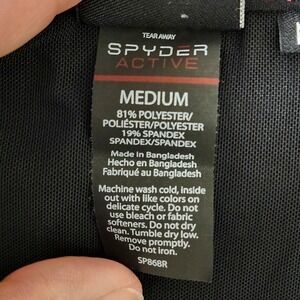 TEAR AWAY
SPYDER
ACTIVE
MEDIUM
81% POLYESTER/
POLIÉSTER/POLYESTER
19% SPANDEX
SPANDEX/SPANDEX
Made in Bangladesh
Hecho en Bangladesh
Fabriqué au Bangladesh
Machine wash cold, inside
out with like colors on
delicate cycle. Do not
use bleach or fabric
softeners. Do not dry
clean. Tumble dry low.
Remove promptly.
Do not iron.
SP868R